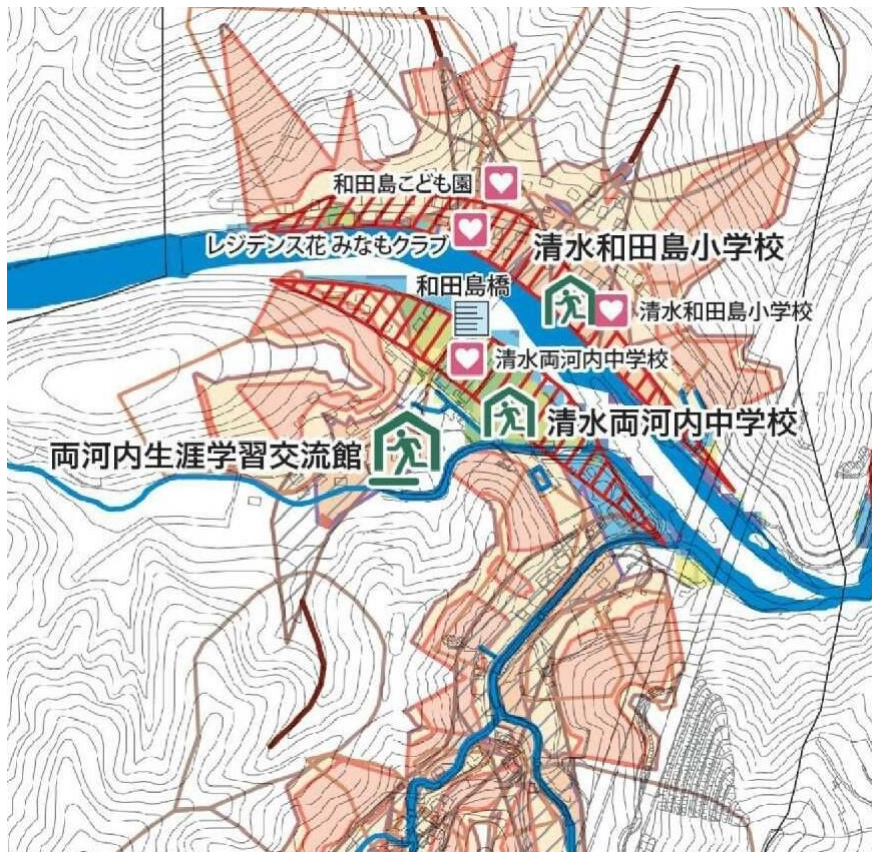 和田島こども園
レジデンス花 みなもクラブ
清水和田島小学校
和田島橋
清水和田島小学校
清水両河内中学校
清水両河内中学校
両河内生涯学習交流館